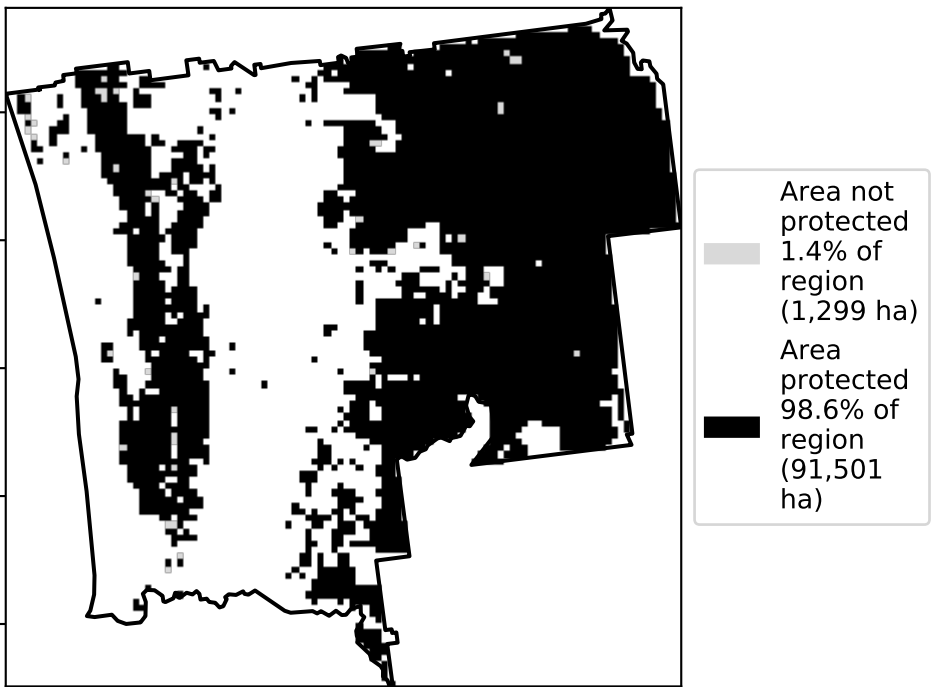 Area not
protected
1.4% of
region
(1,299 ha)
Area
protected
98.6% of
region
(91,501
ha)